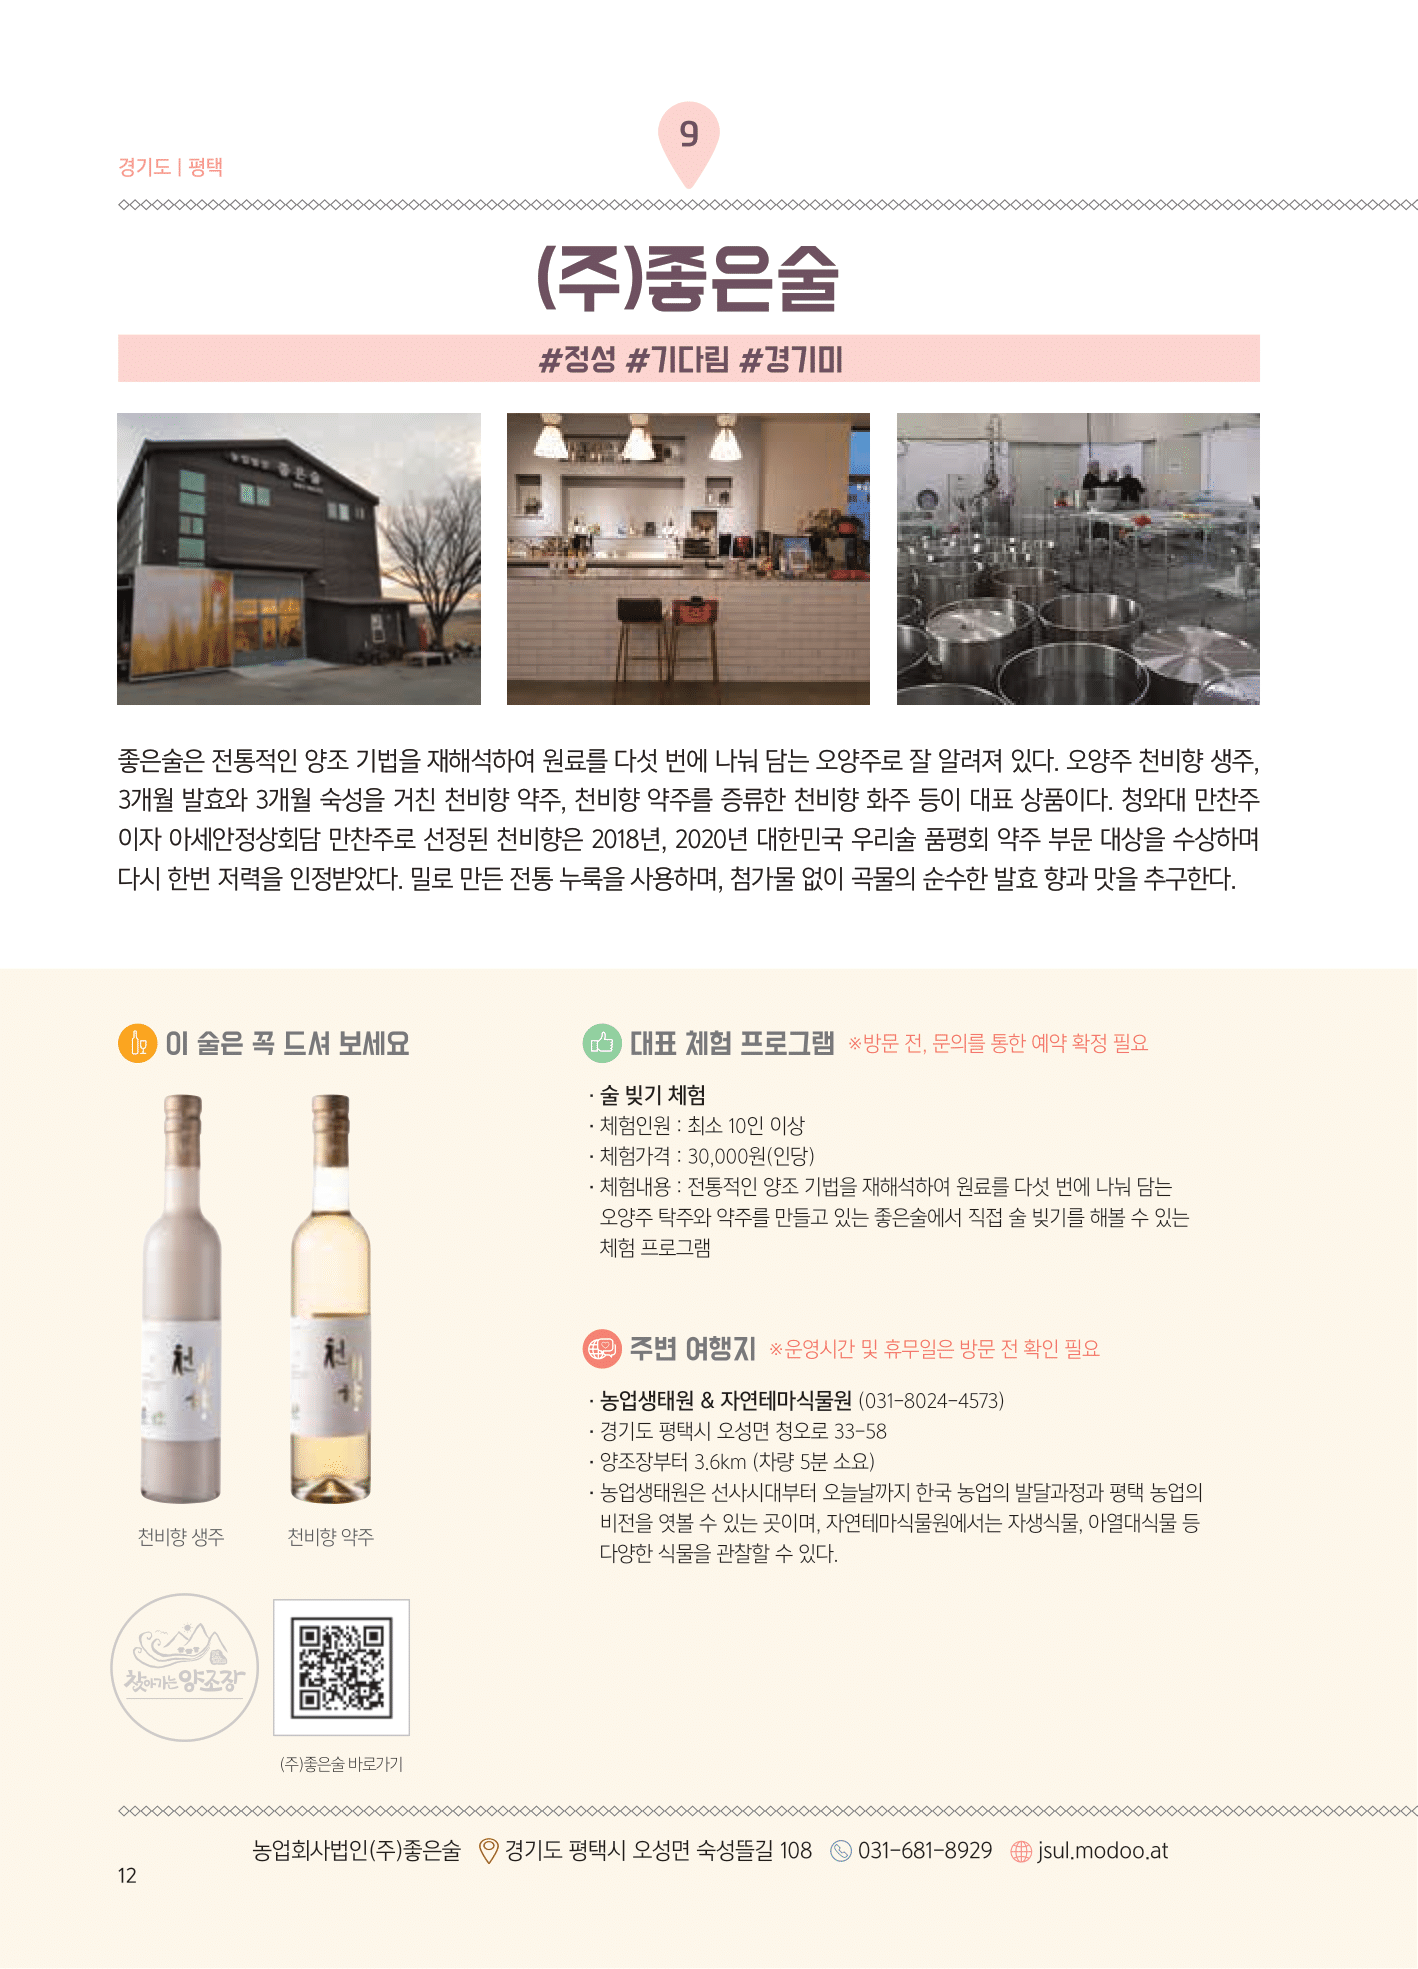 9
경기도 | 평택
(주)좋은술
#정성 #기다림 #경기미
좋은술
좋은술은 전통적인 양조 기법을 재해석하여 원료를 다섯 번에 나눠 담는 오양주로 잘 알려져 있다. 오양주 천비향 생주,
3개월 발효와 3개월 숙성을 거친 천비향 약주, 천비향 약주를 증류한 천비향 화주 등이 대표 상품이다. 청와대 만찬주
이자 아세안정상회담 만찬주로 선정된 천비향은 2018년, 2020년 대한민국 우리술 품평회 약주 부문 대상을 수상하며
다시 한번 저력을 인정받았다. 밀로 만든 전통 누룩을 사용하며, 첨가물 없이 곡물의 순수한 발효 향과 맛을 추구한다.
이 술은 꼭 드셔 보세요
천비향 생주
천비향 약주
찾아가는양조장
(주)좋은술 바로가기
대표 체험 프로그램 ※방문 전, 문의를 통한 예약 확정 필요
· 술 빚기 체험
· 체험인원 : 최소 10인 이상
· 체험가격 : 30,000원(인당)
· 체험내용 : 전통적인 양조 기법을 재해석하여 원료를 다섯 번에 나눠 담는
오양주 탁주와 약주를 만들고 있는 좋은술에서 직접 술 빚기를 해볼 수 있는
체험 프로그램
주변 여행지 ※운영시간 및 휴무일은 방문 전 확인 필요
· 농업생태원 & 자연테마식물원 (031-8024-4573)
· 경기도 평택시 오성면 청오로 33-58
· 양조장부터 3.6km (차량 5분 소요)
· 농업생태원은 선사시대부터 오늘날까지 한국 농업의 발달과정과 평택 농업의
비전을 엿볼 수 있는 곳이며, 자연테마식물원에서는 자생식물, 아열대식물 등
다양한 식물을 관찰할 수 있다.
농업회사법인(주)좋은술 경기도 평택시 오성면 숙성뜰길 108 031-681-8929 jsul.modoo.at
12